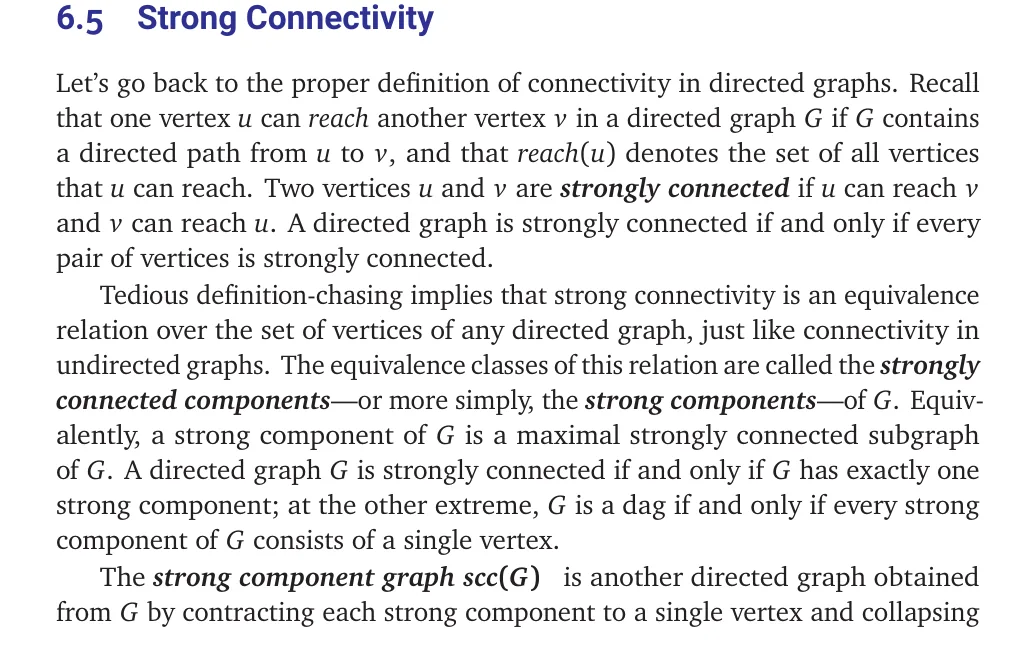 6.5 Strong Connectivity
Let’s go back to the proper definition of connectivity in directed graphs. Recall
that one vertex u can reach another vertex v in a directed graph G if G contains
a directed path from u to v, and that reach(u) denotes the set of all vertices
that u can reach. Two vertices u and v are strongly connected if u can reach v
and v can reach u. A directed graph is strongly connected if and only if every
pair of vertices is strongly connected.
Tedious definition-chasing implies that strong connectivity is an equivalence
relation over the set of vertices of any directed graph, just like connectivity in
undirected graphs. The equivalence classes of this relation are called the strongly
connected components—or more simply, the strong components—of G. Equiv-
alently, a strong component of G is a maximal strongly connected subgraph
of G. A directed graph G is strongly connected if and only if G has exactly one
strong component; at the other extreme, G is a dag if and only if every strong
component of G consists of a single vertex.
The strong component graph scc(G) is another directed graph obtained
from G by contracting each strong component to a single vertex and collapsing